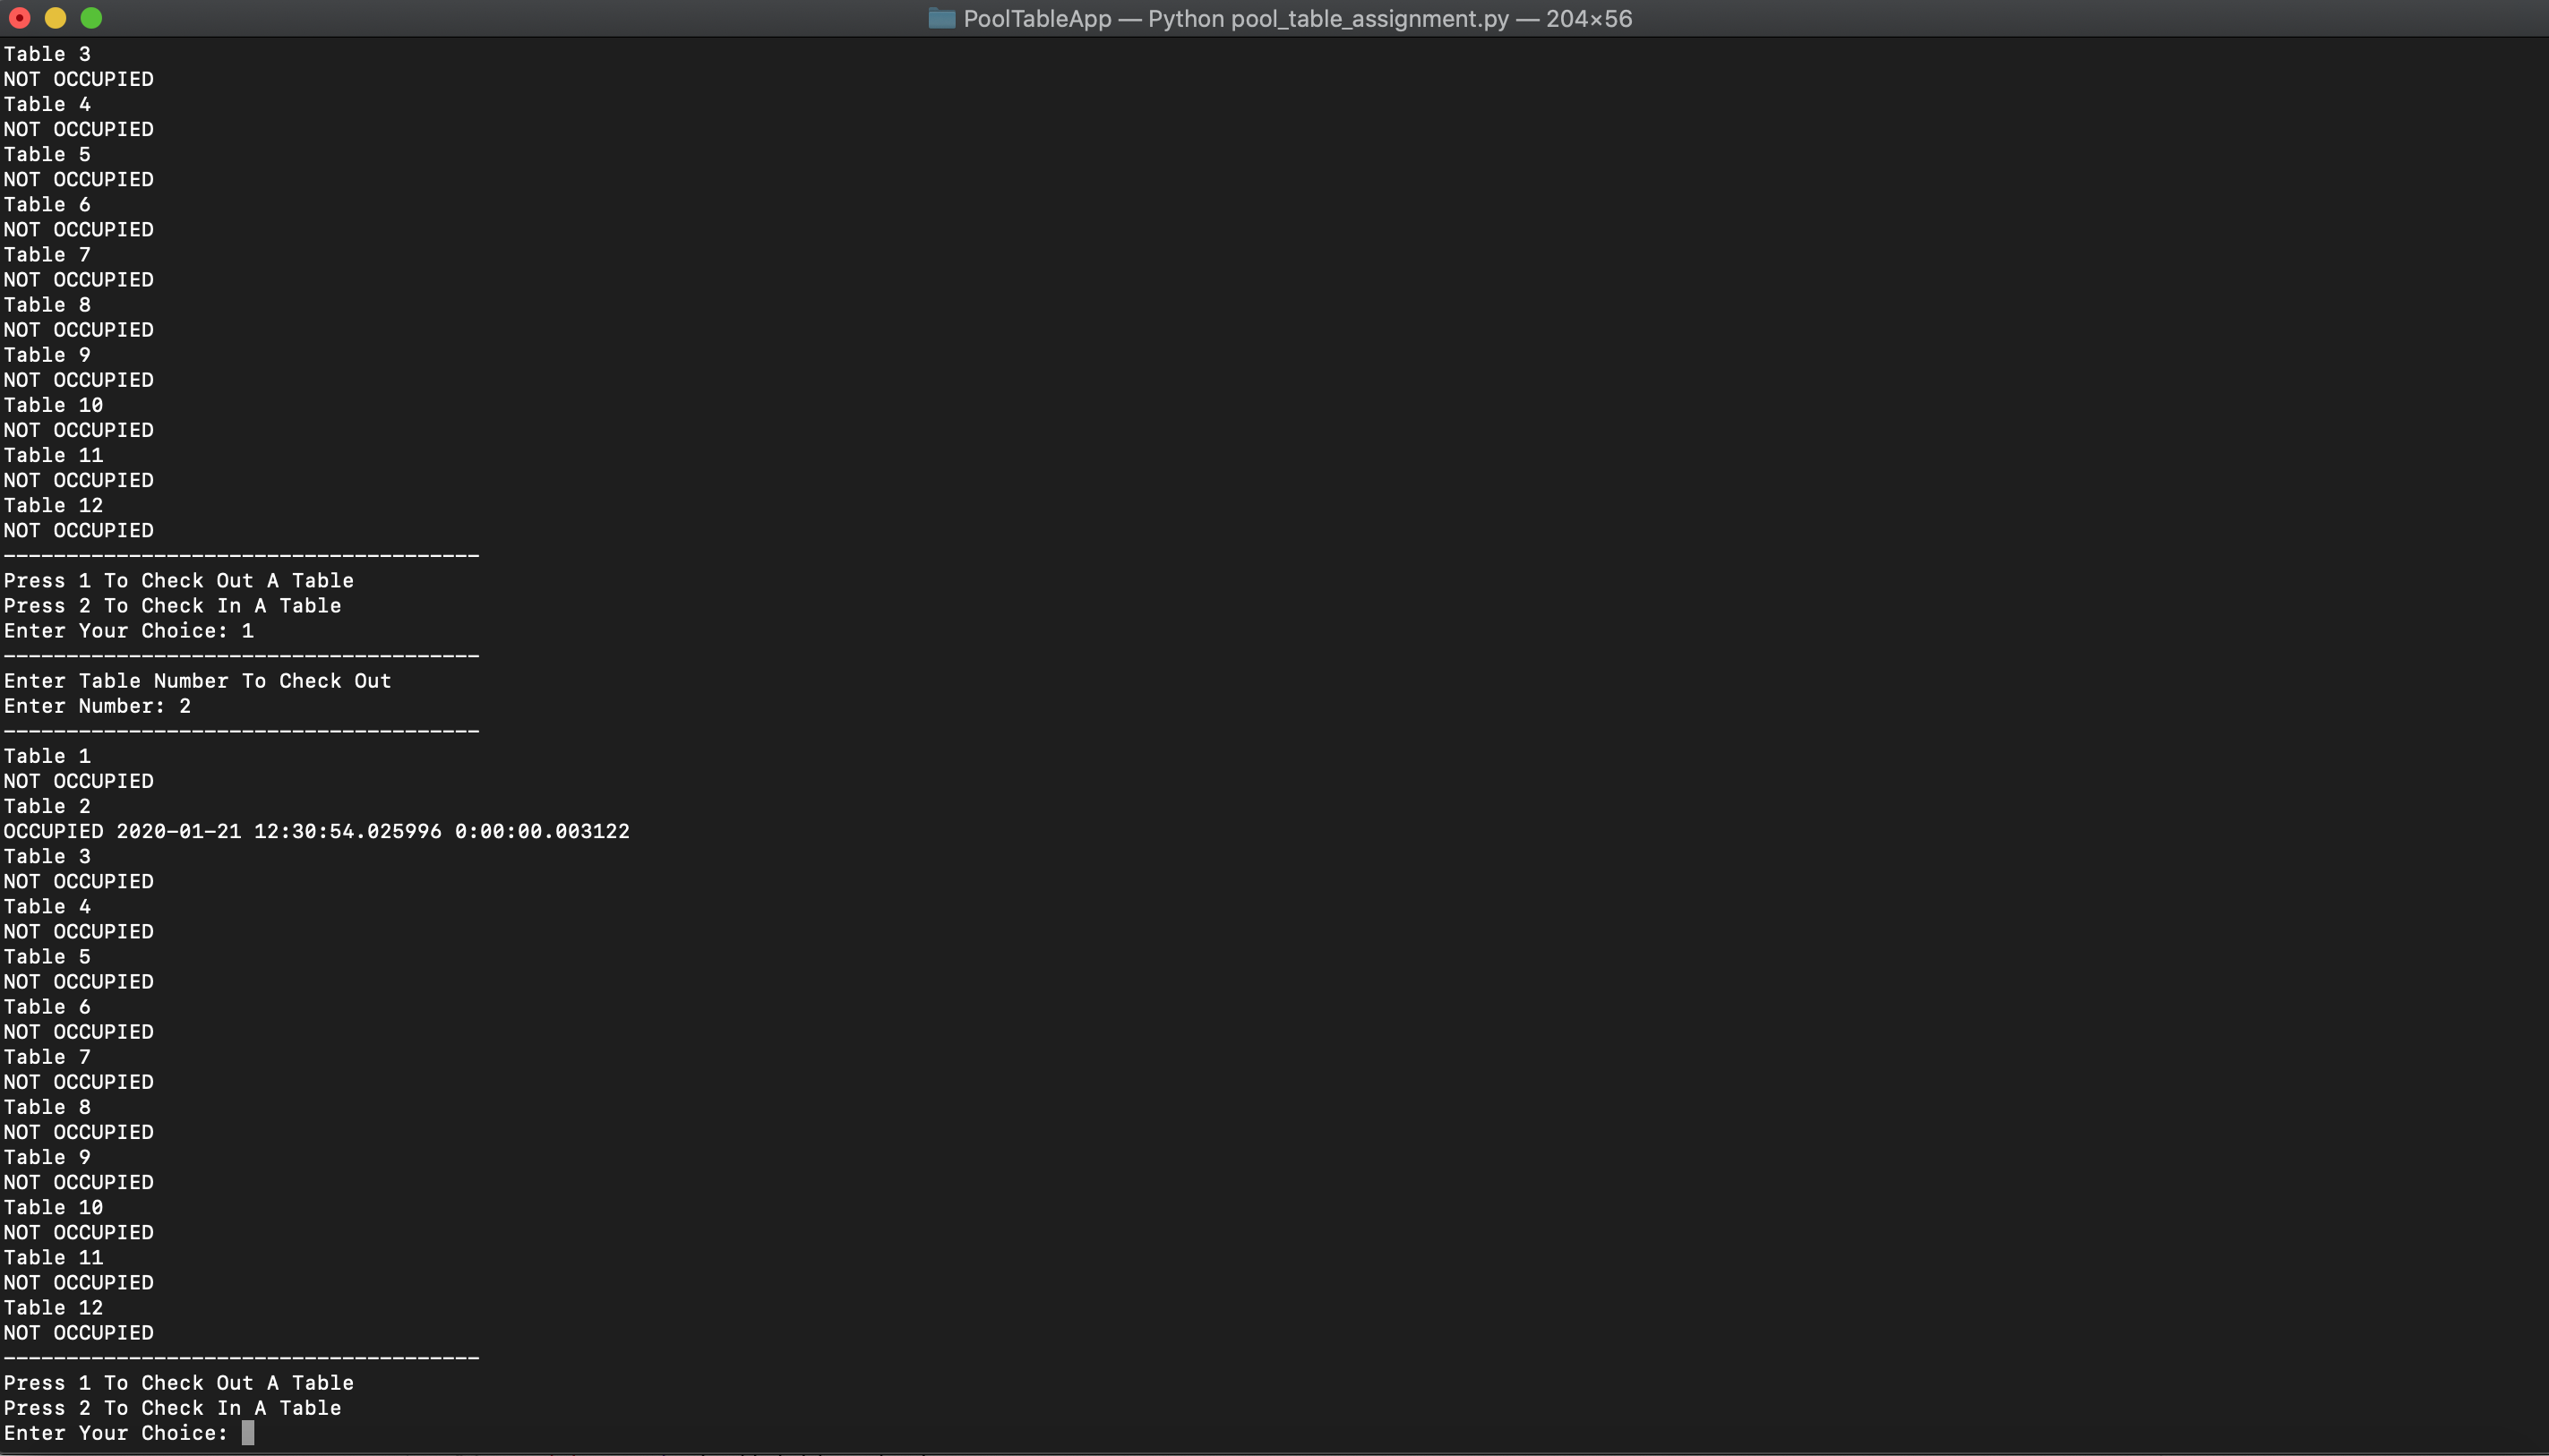 PoolTableApp — Python pool_table_assignment.py — 204×56
Table 3
NOT OCCUPIED
Table 4
NOT OCCUPIED
Table 5
NOT OCCUPIED
Table 6
NOT OCCUPIED
Table 7
NOT OCCUPIED
Table 8
NOT OCCUPIED
Table 9
NOT OCCUPIED
Table 10
NOT OCCUPIED
Table 11
NOT OCCUPIED
Table 12
NOT OCCUPIED
--------------------------------------
Press 1 To Check Out A Table
Press 2 To Check In A Table
Enter Your Choice: 1
--------------------------------------
Enter Table Number To Check Out
Enter Number: 2
--------------------------------------
Table 1
NOT OCCUPIED
Table 2
OCCUPIED 2020-01-21 12:30:54.025996 0:00:00.003122
Table 3
NOT OCCUPIED
Table 4
NOT OCCUPIED
Table 5
NOT OCCUPIED
Table 6
NOT OCCUPIED
Table 7
NOT OCCUPIED
Table 8
NOT OCCUPIED
Table 9
NOT OCCUPIED
Table 10
NOT OCCUPIED
Table 11
NOT OCCUPIED
Table 12
NOT OCCUPIED
--------------------------------------
Press 1 To Check Out A Table
Press 2 To Check In A Table
Enter Your Choice: